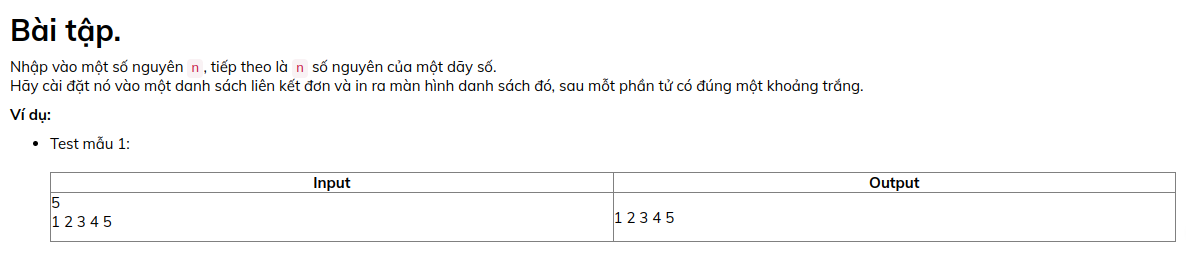 Bài tập.
Nhập vào một số nguyên n, tiếp theo là n số nguyên của một dãy số.
Hãy cài đặt nó vào một danh sách liên kết đơn và in ra màn hình danh sách đó, sau mỗi phần tử có đúng một khoảng trắng.
Ví dụ:
Test mẫu 1:
Input Output
5
1 2 3 4 5
1 2 3 4 5